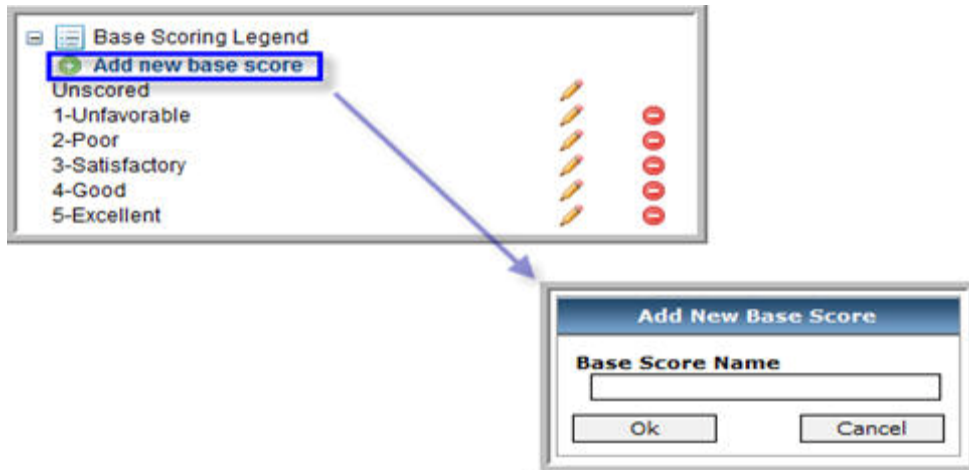 Base Scoring Legend
Add new base score
Unscored
1-Unfavorable
2-Poor
3-Satisfactory
4-Good
5-Excellent
Add New Base Score
Base Score Name
Ok Cancel